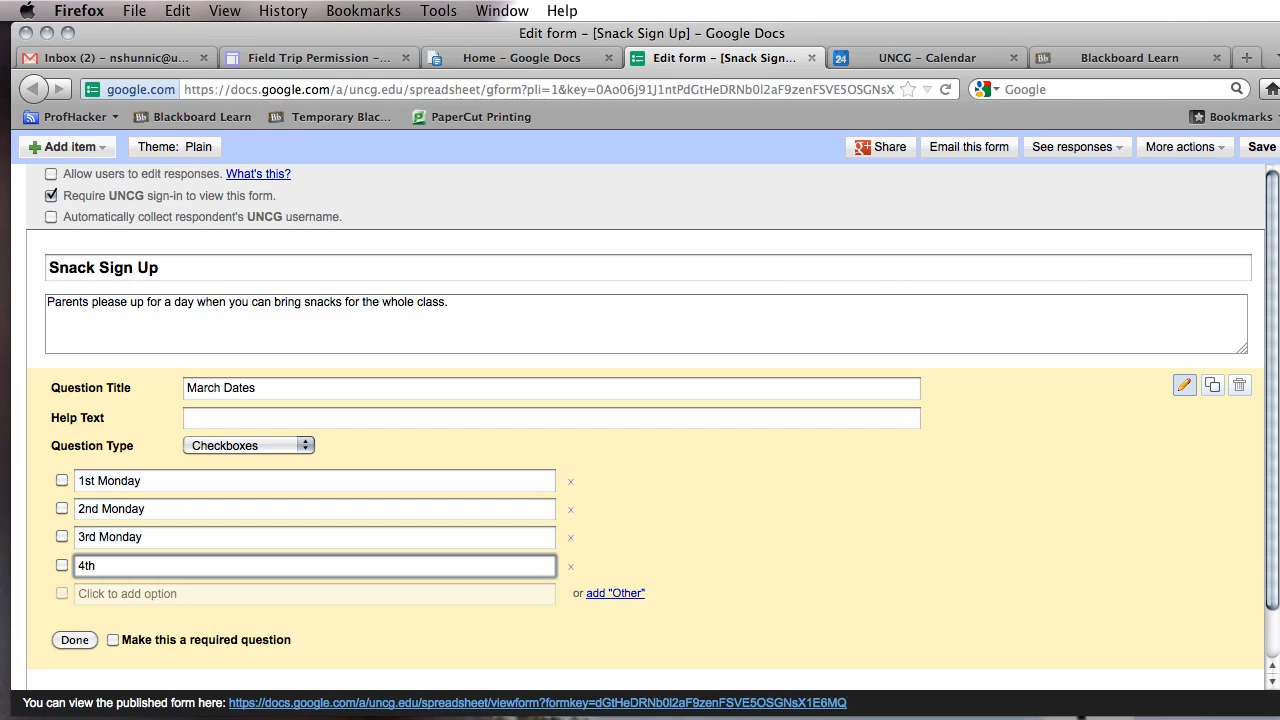 Firefox File Edit View History Bookmarks Tools Window Help
Edit form – [Snack Sign Up] – Google Docs
Inbox (2) – nshunnic@u... × Field Trip Permission –... × Home – Google Docs × Edit form – [Snack Sign... × 24 UNCG – Calendar × Bb Blackboard Learn × +
google.com https://docs.google.com/a/uncg.edu/spreadsheet/gform?pli=1&key=0Ao06j91J1ntPdGtHeDRNb0l2aF9zenFSVE5OSGNsX Google
ProfHacker Bb Blackboard Learn Bb Temporary Blac... PaperCut Printing Bookmarks
Add item Theme: Plain Share Email this form See responses More actions Save
Allow users to edit responses. What's this?
Require UNCG sign-in to view this form.
Automatically collect respondent's UNCG username.
Snack Sign Up
Parents please up for a day when you can bring snacks for the whole class.
Question Title March Dates
Help Text
Question Type Checkboxes
1st Monday x
2nd Monday x
3rd Monday x
4th x
Click to add option or add "Other"
Done Make this a required question
You can view the published form here: https://docs.google.com/a/uncg.edu/spreadsheet/viewform?formkey=dGtHeDRNb0l2aF9zenFSVE5OSGNsX1E6MQ